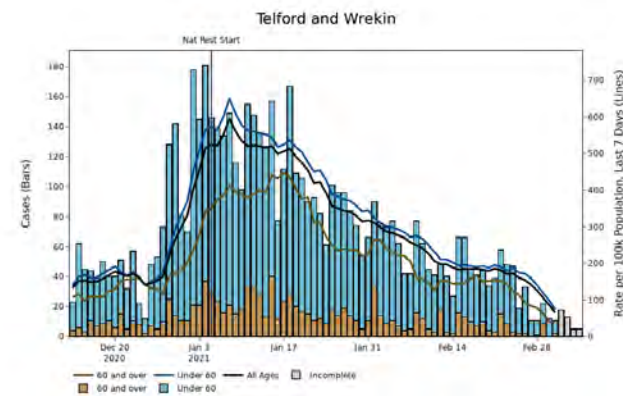 Telford and Wrekin
Nat Rest Start
Cases (Bars)
180
160
140
120
100
80
60
40
20
0
Rate per 100k Population, Last 7 Days (Lines)
700
600
500
400
300
200
100
0
Dec 20
2020
Jan 3
2021
Jan 17
Jan 31
Feb 14
Feb 28
60 and over Under 60 All Ages Incomplete
60 and over Under 60